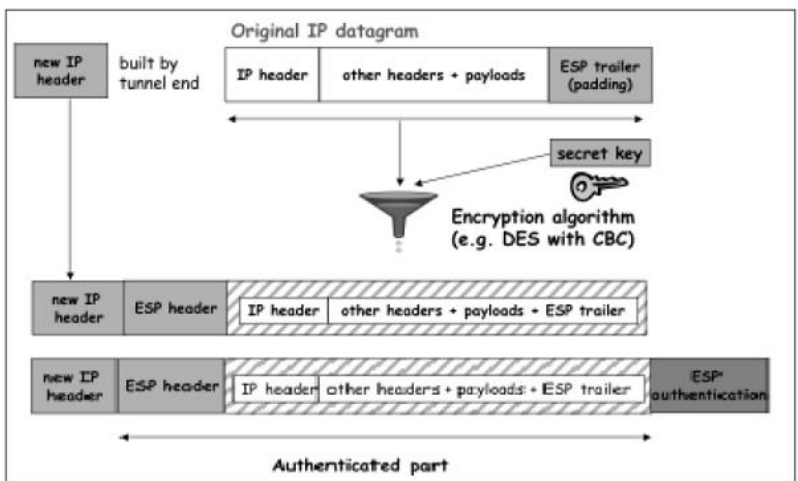 Original IP datagram
new IP
header
built by
tunnel end
IP header
other headers + payloads
ESP trailer
(padding)
secret key
Encryption algorithm
(e.g. DES with CBC)
new IP
header
ESP header
IP header
other headers + payloads + ESP trailer
new IP
header
ESP header
IP header
other headers + payloads + ESP trailer
ESP
authentication
Authenticated part